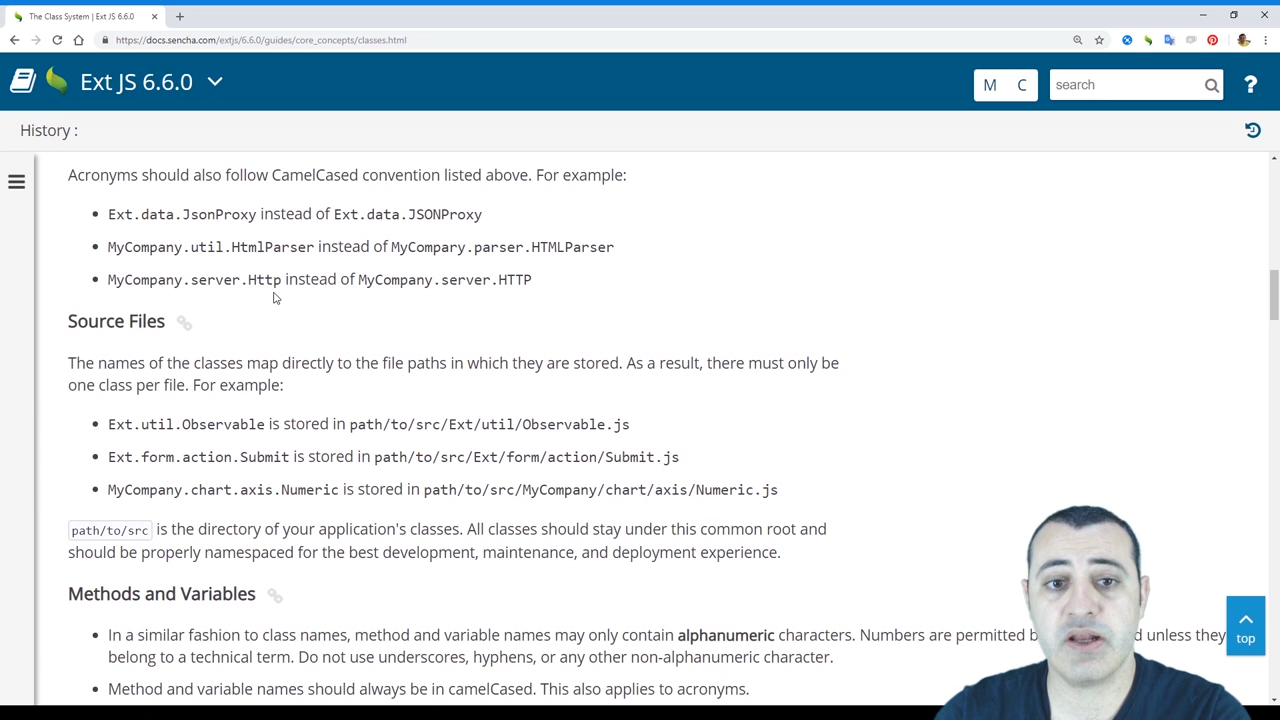 The Class System | Ext JS 6.6.0
https://docs.sencha.com/extjs/6.6.0/guides/core_concepts/classes.html
Ext JS 6.6.0
M C
search
?
History :
Acronyms should also follow CamelCased convention listed above. For example:
• Ext.data.JsonProxy instead of Ext.data.JSONProxy
• MyCompany.util.HtmlParser instead of MyCompary.parser.HTMLParser
• MyCompany.server.Http instead of MyCompany.server.HTTP
Source Files
The names of the classes map directly to the file paths in which they are stored. As a result, there must only be
one class per file. For example:
• Ext.util.Observable is stored in path/to/src/Ext/util/Observable.js
• Ext.form.action.Submit is stored in path/to/src/Ext/form/action/Submit.js
• MyCompany.chart.axis.Numeric is stored in path/to/src/MyCompany/chart/axis/Numeric.js
path/to/src is the directory of your application's classes. All classes should stay under this common root and
should be properly namespaced for the best development, maintenance, and deployment experience.
Methods and Variables
• In a similar fashion to class names, method and variable names may only contain alphanumeric characters. Numbers are permitted unless they
belong to a technical term. Do not use underscores, hyphens, or any other non-alphanumeric character.
• Method and variable names should always be in camelCased. This also applies to acronyms.
top